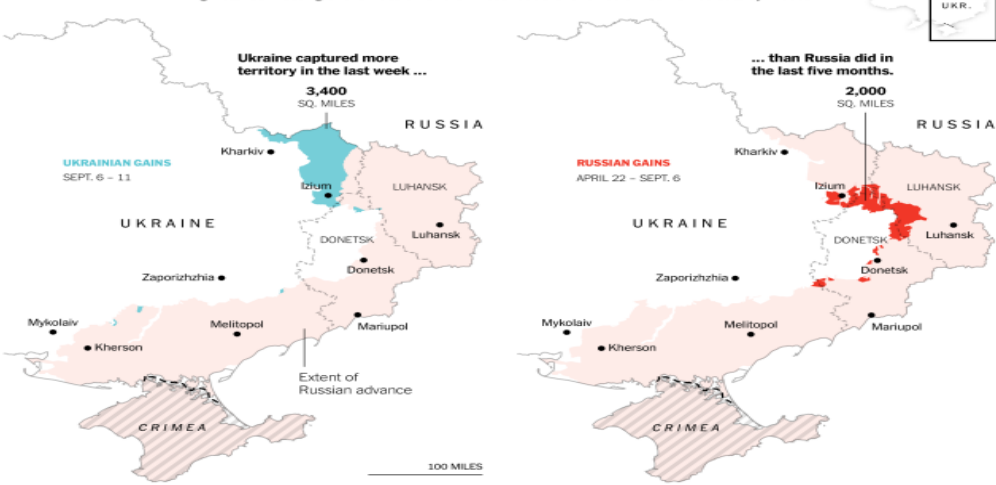 UKR.
Ukraine captured more
territory in the last week ...
3,400
SQ. MILES
RUSSIA
Kharkiv
UKRAINIAN GAINS
SEPT. 6 – 11
Izium
LUHANSK
UKRAINE
Luhansk
DONETSK
Donetsk
Zaporizhzhia
Mykolaiv
Melitopol
Mariupol
Kherson
Extent of
Russian advance
CRIMEA
100 MILES
... than Russia did in
the last five months.
2,000
SQ. MILES
RUSSIA
Kharkiv
RUSSIAN GAINS
APRIL 22 – SEPT. 6
Izium
LUHANSK
UKRAINE
Luhansk
DONETSK
Donetsk
Zaporizhzhia
Mykolaiv
Melitopol
Mariupol
Kherson
CRIMEA